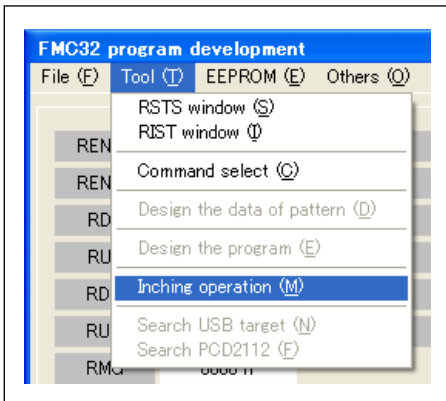 FMC32 program development
File (F) Tool (T) EEPROM (E) Others (O)
RSTS window (S)
RIST window (I)
Command select (C)
Design the data of pattern (D)
Design the program (E)
Inching operation (M)
Search USB target (N)
Search PCD2112 (F)
REN
REN
RD
RU
RD
RU